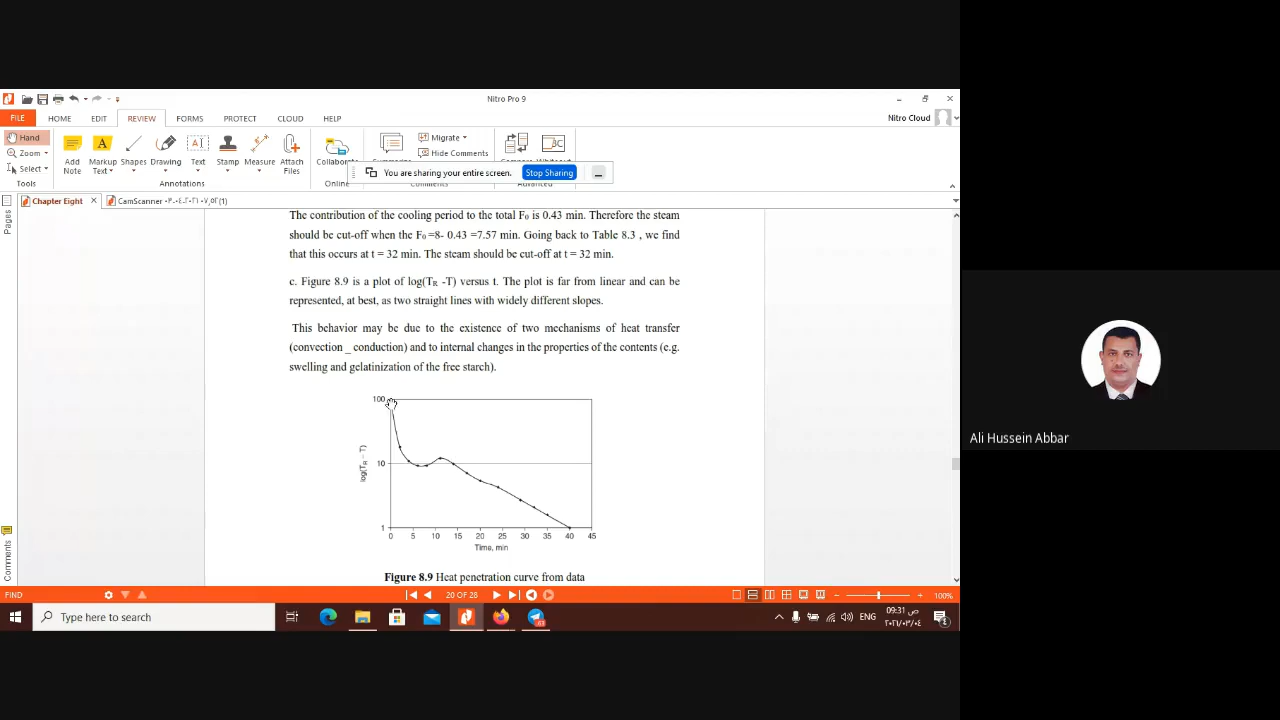 Nitro Pro 9
FILE HOME EDIT REVIEW FORMS PROTECT CLOUD HELP
Nitro Cloud
Hand
Zoom
Select
Tools
Add Note
Markup Text
Shapes
Drawing
Text
Stamp
Measure
Attach Files
Annotations
Collaborate
Online
Migrate
Hide Comments
You are sharing your entire screen.
Stop Sharing
Chapter Eight
Pages
The contribution of the cooling period to the total F₀ is 0.43 min. Therefore the steam
should be cut-off when the F₀ =8- 0.43 =7.57 min. Going back to Table 8.3 , we find
that this occurs at t = 32 min. The steam should be cut-off at t = 32 min.
c. Figure 8.9 is a plot of log(TR -T) versus t. The plot is far from linear and can be
represented, at best, as two straight lines with widely different slopes.
This behavior may be due to the existence of two mechanisms of heat transfer
(convection _ conduction) and to internal changes in the properties of the contents (e.g.
swelling and gelatinization of the free starch).
100
10
1
log(TR – T)
0 5 10 15 20 25 30 35 40 45
Time, min
Figure 8.9 Heat penetration curve from data
Comments
FIND
20 OF 28
100%
Type here to search
ENG
09:31 ص
Ali Hussein Abbar